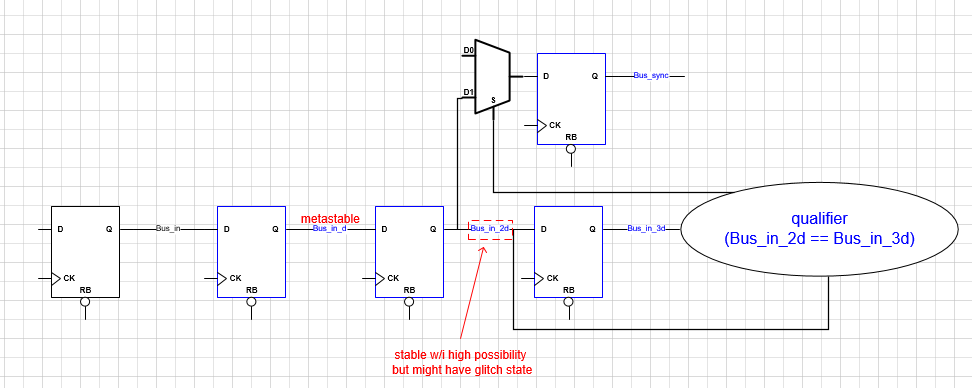 D0
D1
S
D
Q
Bus_sync
CK
RB
D
Q
Bus_in
D
Q
metastable
Bus_in_d
D
Q
Bus_in_2d
D
Q
Bus_in_3d
qualifier
(Bus_in_2d == Bus_in_3d)
CK
RB
CK
RB
CK
RB
CK
RB
stable w/i high possibility
but might have glitch state